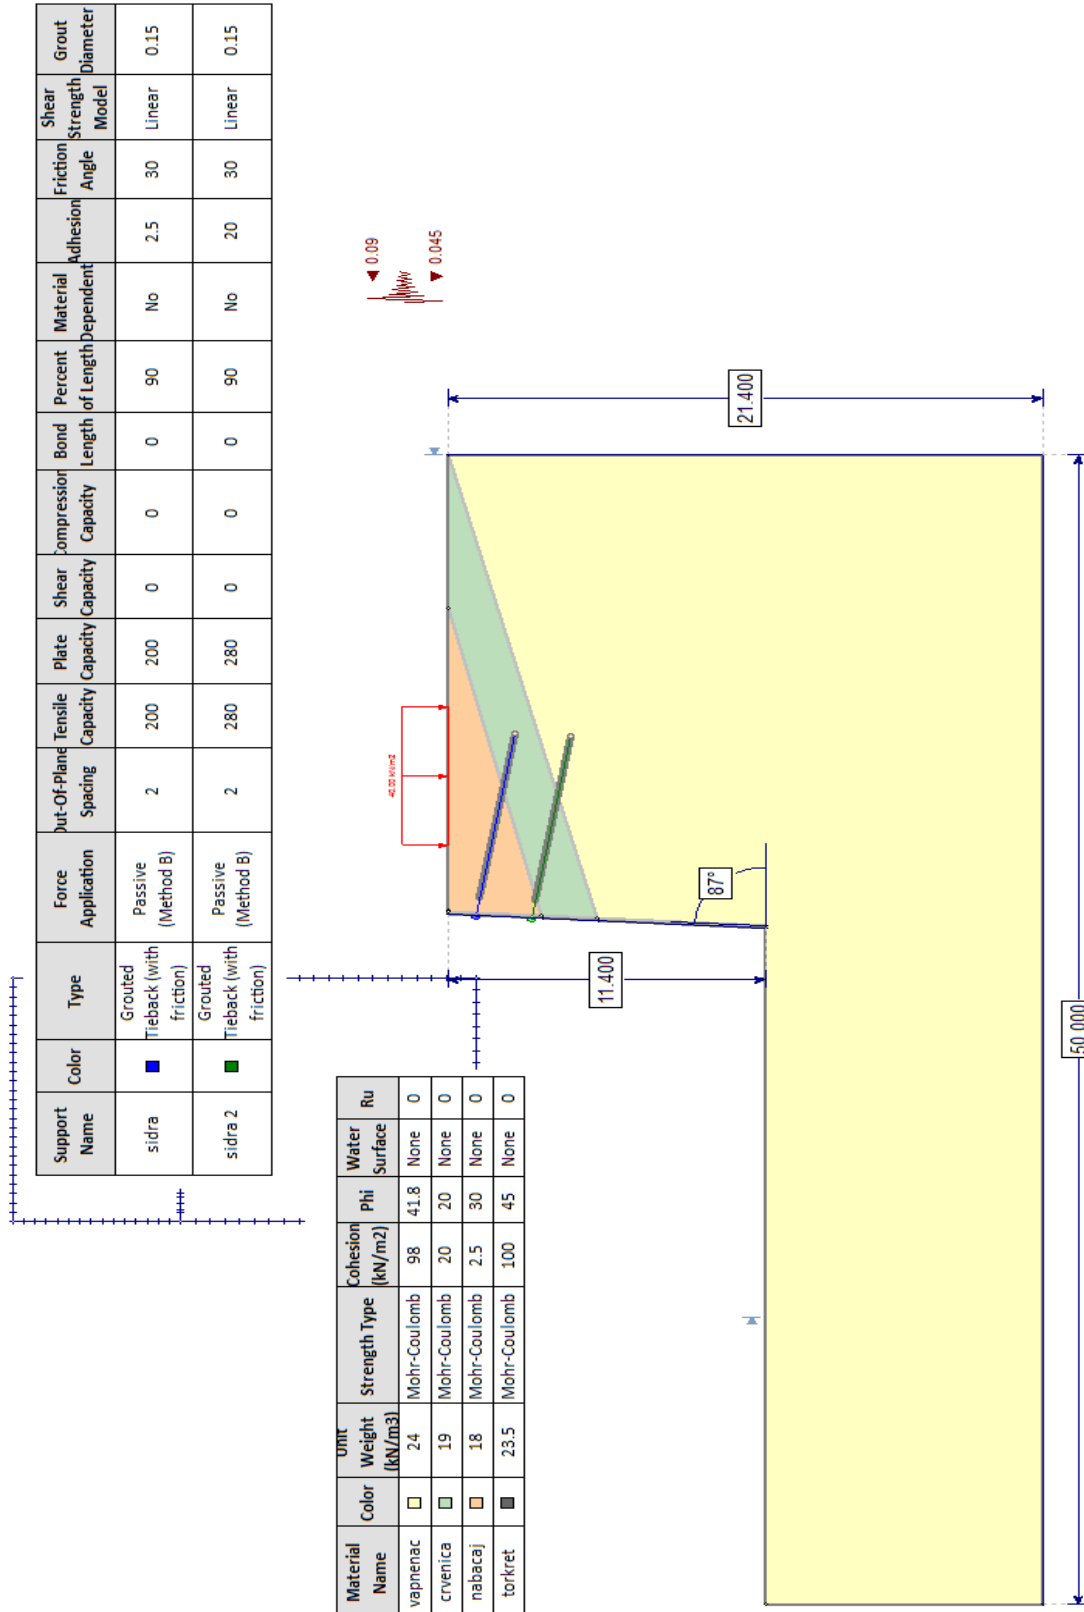 Support Name	Color	Type	Force Application	Out-Of-Plane Spacing	Tensile Capacity	Plate Capacity	Shear Capacity	Compression Capacity	Bond Length	Percent of Length	Material Dependent	Adhesion	Friction Angle	Shear Strength Model	Grout Diameter
sidra	Grouted Tieback (with friction)	Passive (Method B)	2	200	200	0	0	0	90	No	2.5	30	Linear	0.15
sidra 2	Grouted Tieback (with friction)	Passive (Method B)	2	280	280	0	0	0	90	No	20	30	Linear	0.15
Material Name	Color	Unit Weight (kN/m3)	Strength Type	Cohesion (kN/m2)	Phi	Water Surface	Ru
vapnenac	24	Mohr-Coulomb	98	41.8	None	0
crvenica	19	Mohr-Coulomb	20	20	None	0
nabacaj	18	Mohr-Coulomb	2.5	30	None	0
torkret	23.5	Mohr-Coulomb	100	45	None	0
0.09
0.045
40.00 kN/m2
21.400
11.400
87°
50.000